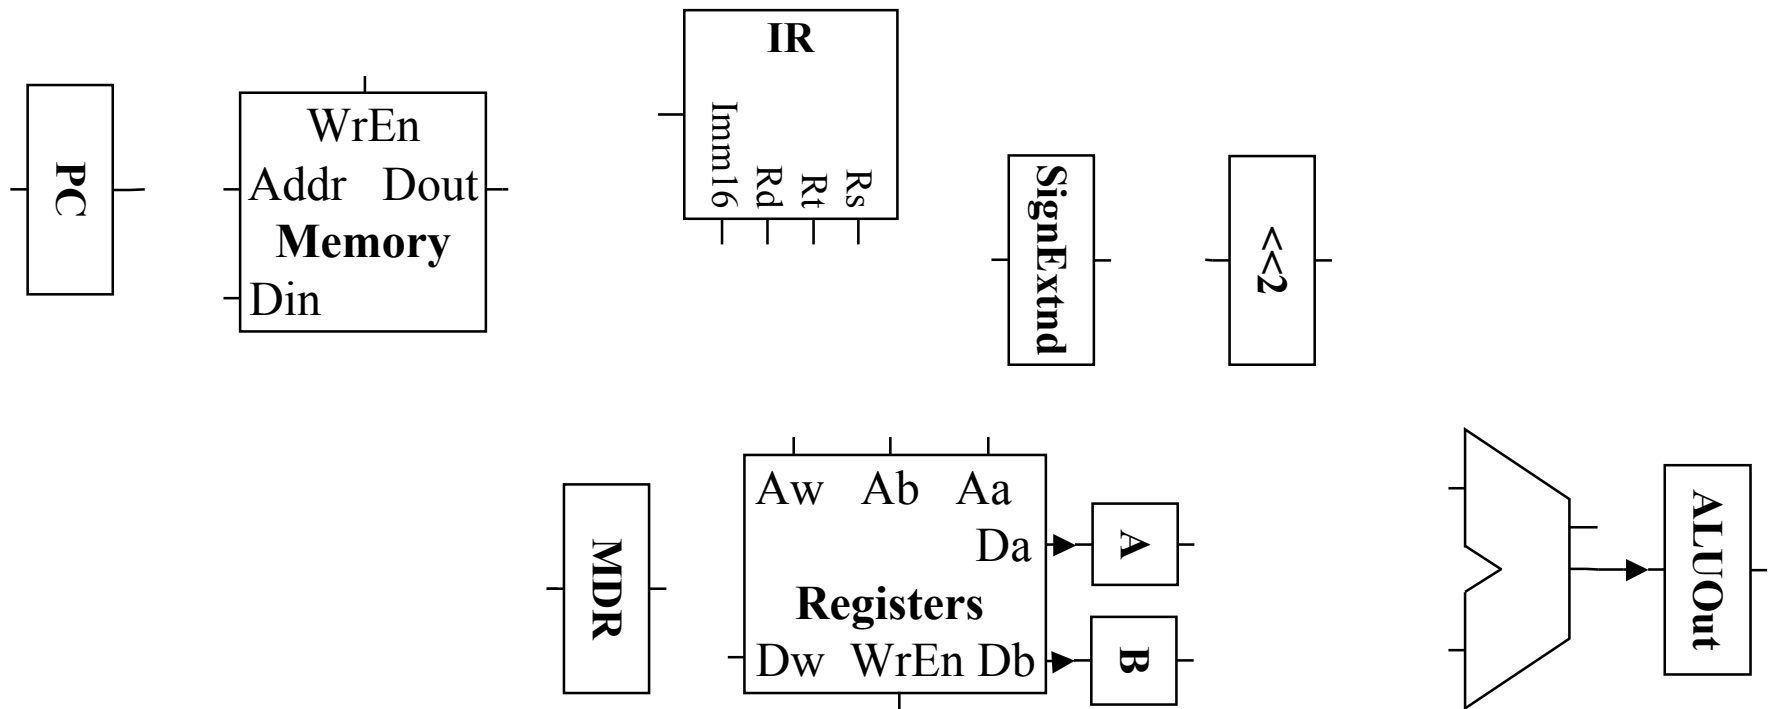 PC
WrEn
Addr Dout
Memory
Din
IR
Imm16
Rd
Rt
Rs
SignExtnd
<<2
MDR
Aw Ab Aa
Da
Registers
Dw WrEn Db
A
B
ALUOut